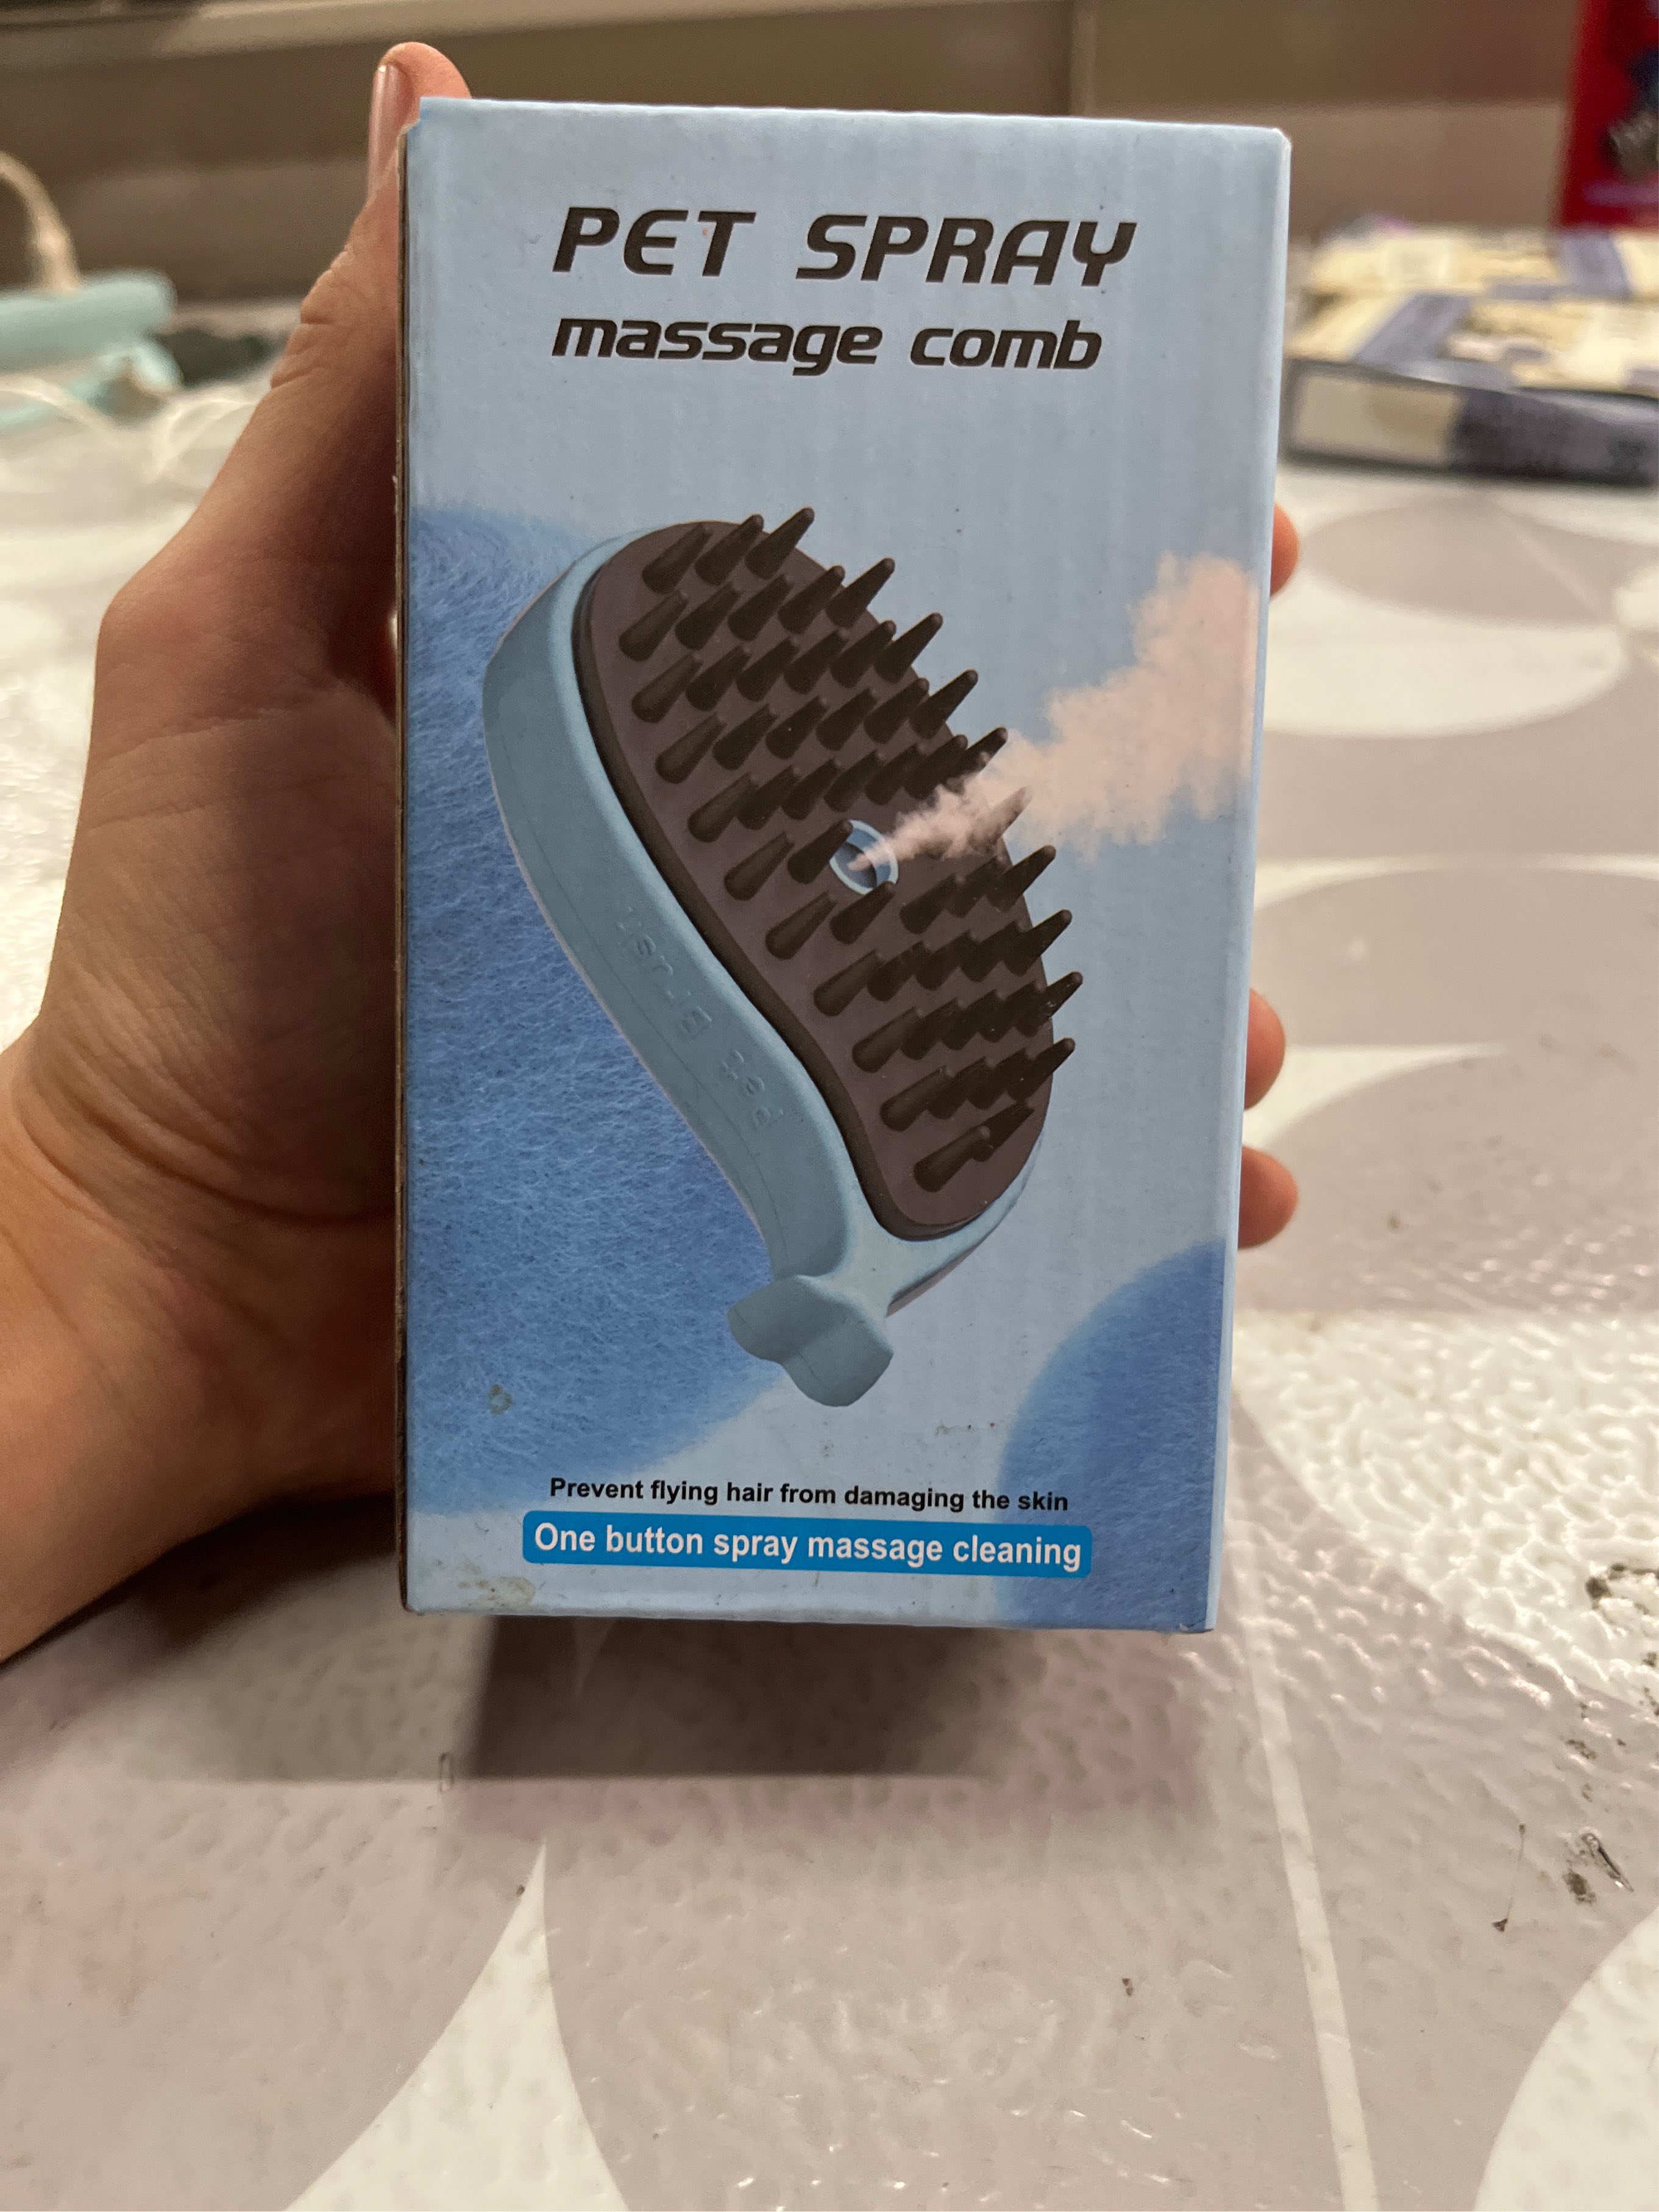 PET SPRAY
massage comb
Pet Brush
Prevent flying hair from damaging the skin
One button spray massage cleaning